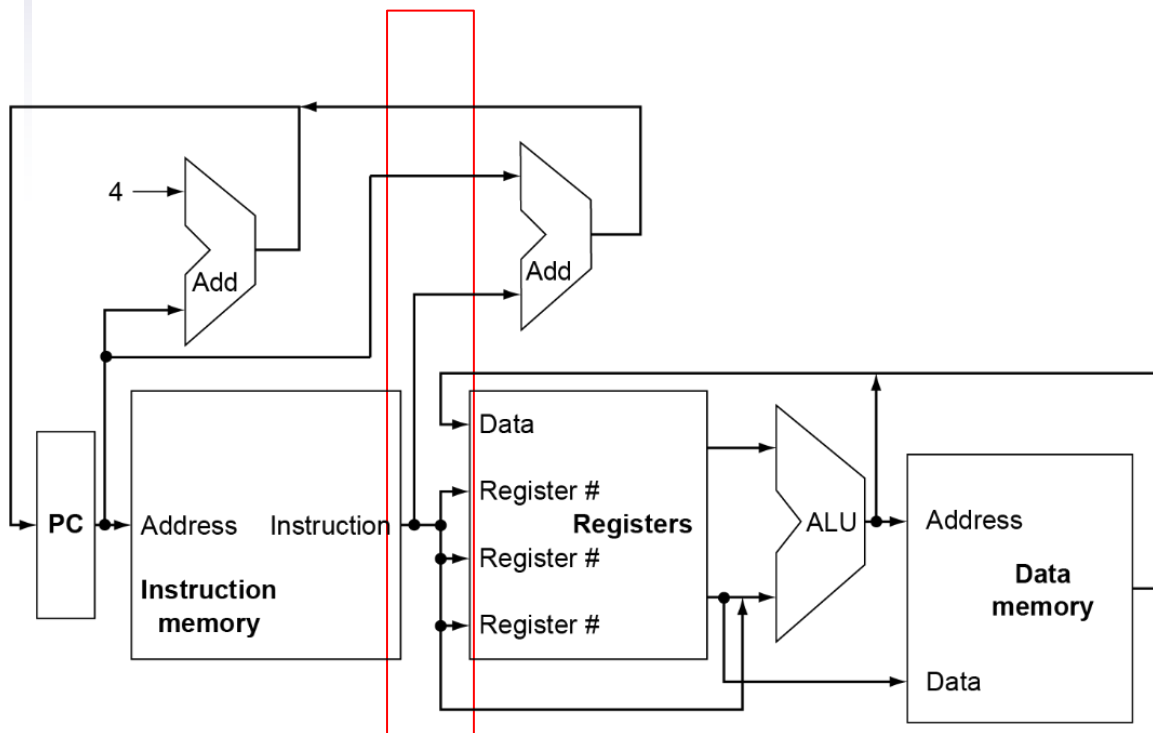 4
Add
Add
Data
Register #
PC
Address
Instruction
Registers
ALU
Address
Register #
Instruction
memory
Data
memory
Register #
Data